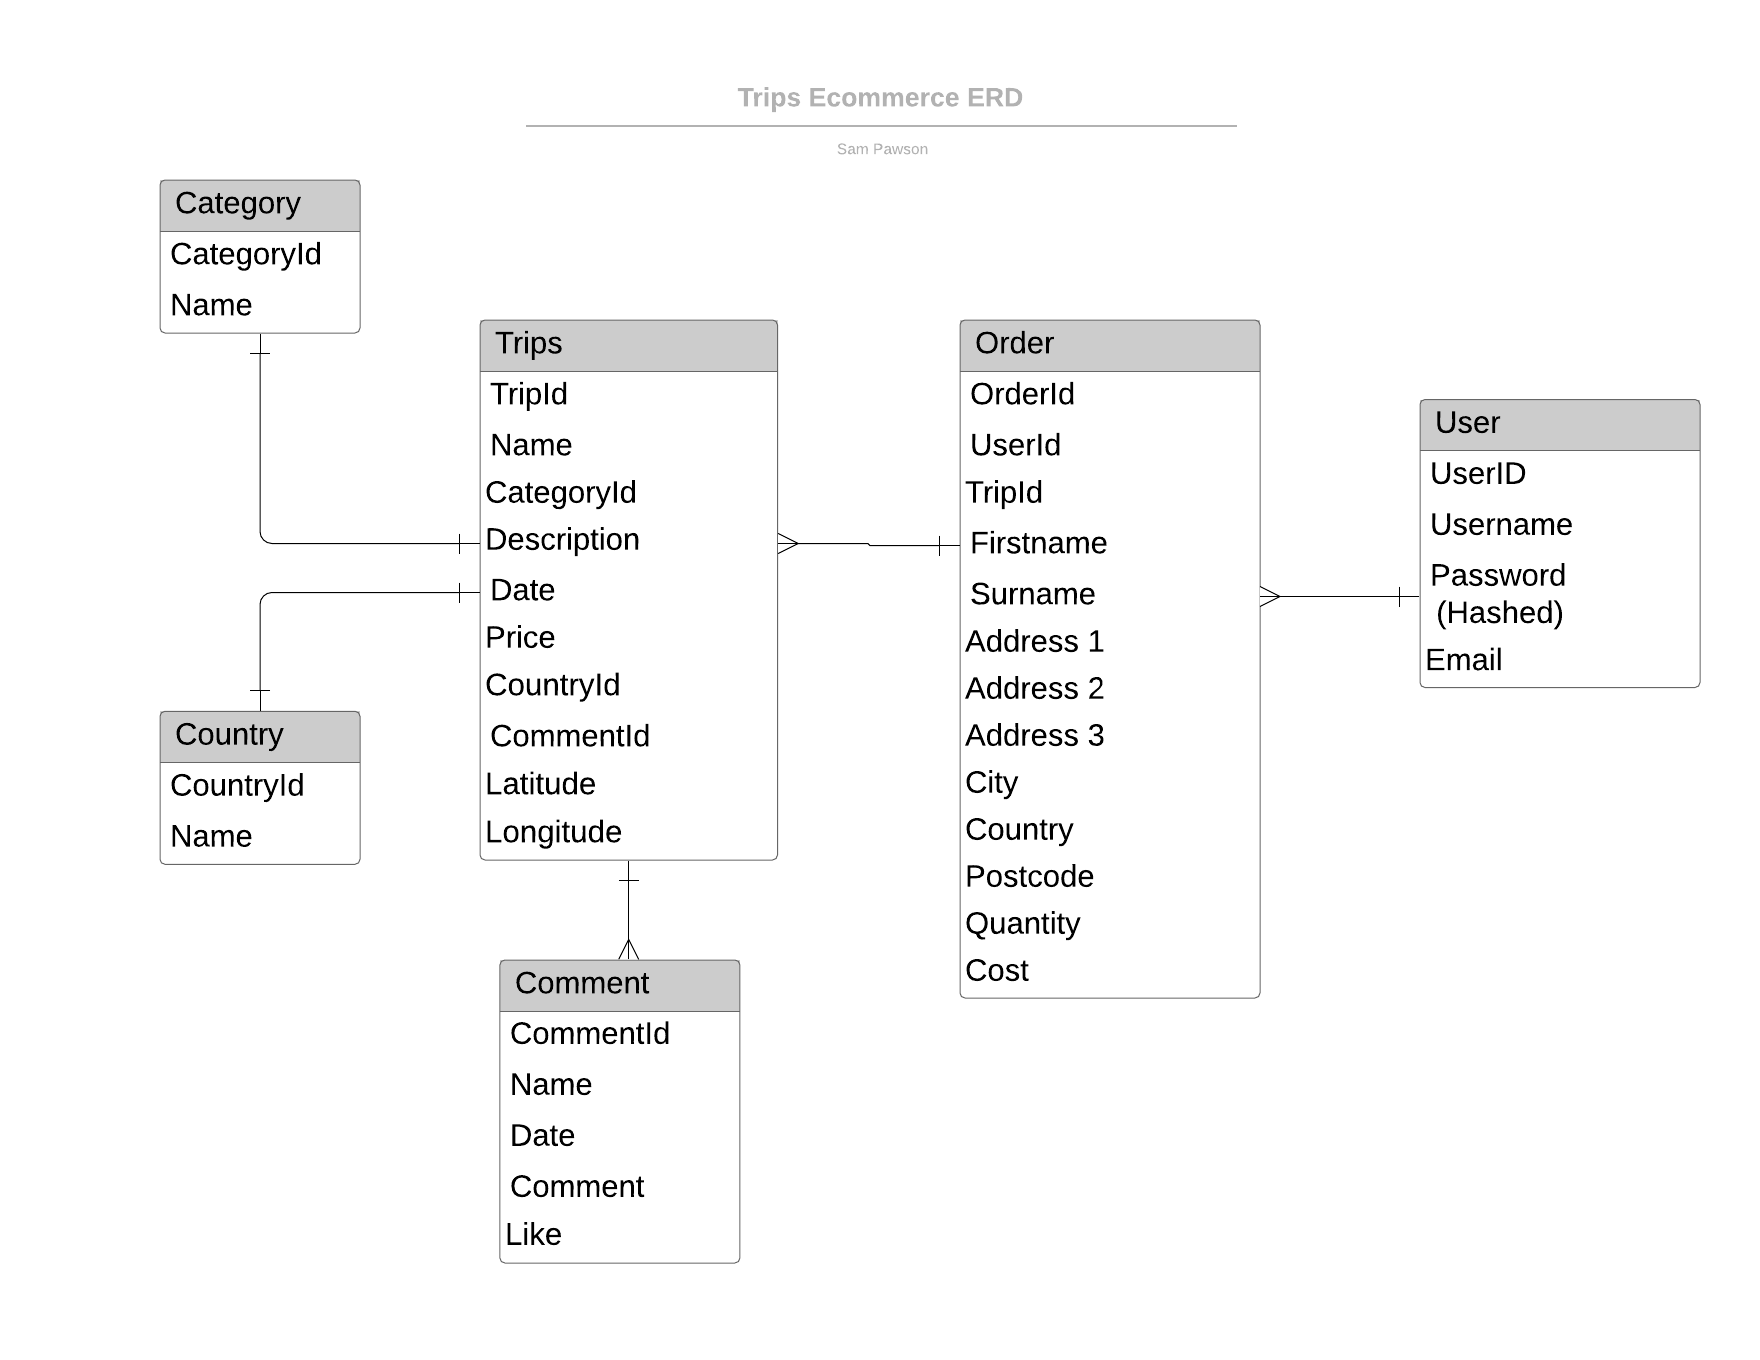 Trips Ecommerce ERD
Sam Pawson
Category
CategoryId
Name
Trips
TripId
Name
CategoryId
Description
Date
Price
CountryId
CommentId
Latitude
Longitude
Order
OrderId
UserId
TripId
Firstname
Surname
Address 1
Address 2
Address 3
City
Country
Postcode
Quantity
Cost
User
UserID
Username
Password
(Hashed)
Email
Country
CountryId
Name
Comment
CommentId
Name
Date
Comment
Like